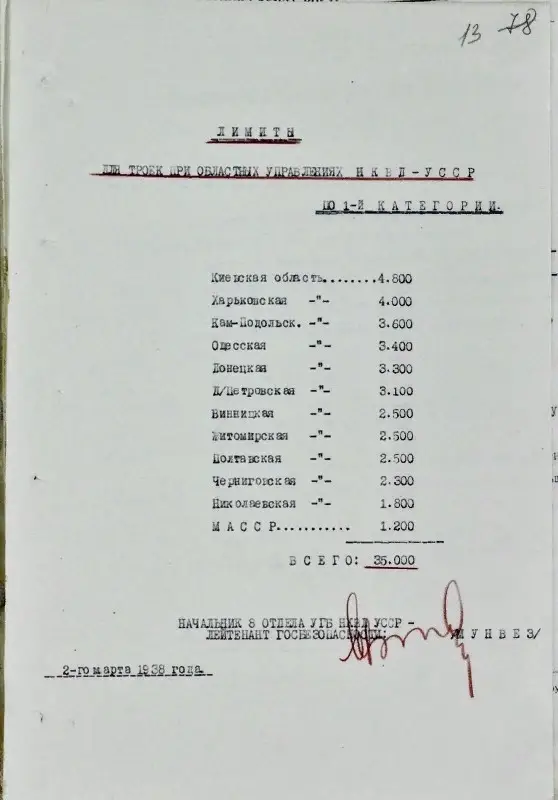 13 78
ЛИМИТЫ
ДЛЯ ТРОЕК ПРИ ОБЛАСТНЫХ УПРАВЛЕНИЯХ НКВД-УССР
ПО 1-Й КАТЕГОРИИ.
Киевская область........4.800
Харьковская -"- 4.000
Кам-Подольск. -"- 3.600
Одесская -"- 3.400
Донецкая -"- 3.300
Д/Петровская -"- 3.100
Винницкая -"- 2.500
Житомирская -"- 2.500
Полтавская -"- 2.500
Черниговская -"- 2.300
Николаевская -"- 1.800
МАССР........... 1.200
ВСЕГО: 35.000
НАЧАЛЬНИК 8 ОТДЕЛА УГБ НКВД УССР -
ЛЕЙТЕНАНТ ГОСБЕЗОПАСНОСТИ: /МУНВЕЗ/
2-го марта 1938 года.